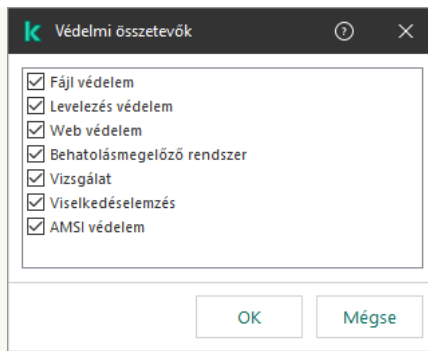 Védelmi összetevők
Fájl védelem
Levelezés védelem
Web védelem
Behatolásmegelőző rendszer
Vizsgálat
Viselkedéselemzés
AMSI védelem
OK Mégse